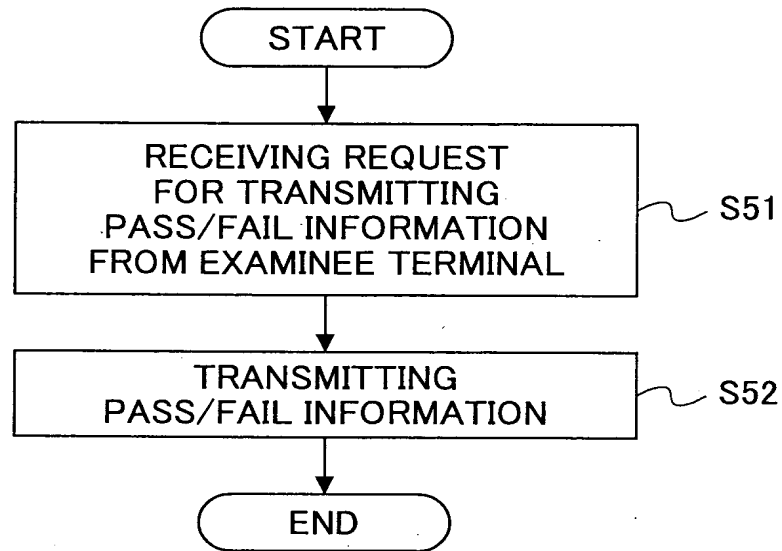 START
RECEIVING REQUEST
FOR TRANSMITTING
PASS/FAIL INFORMATION
FROM EXAMINEE TERMINAL
S51
TRANSMITTING
PASS/FAIL INFORMATION
S52
END